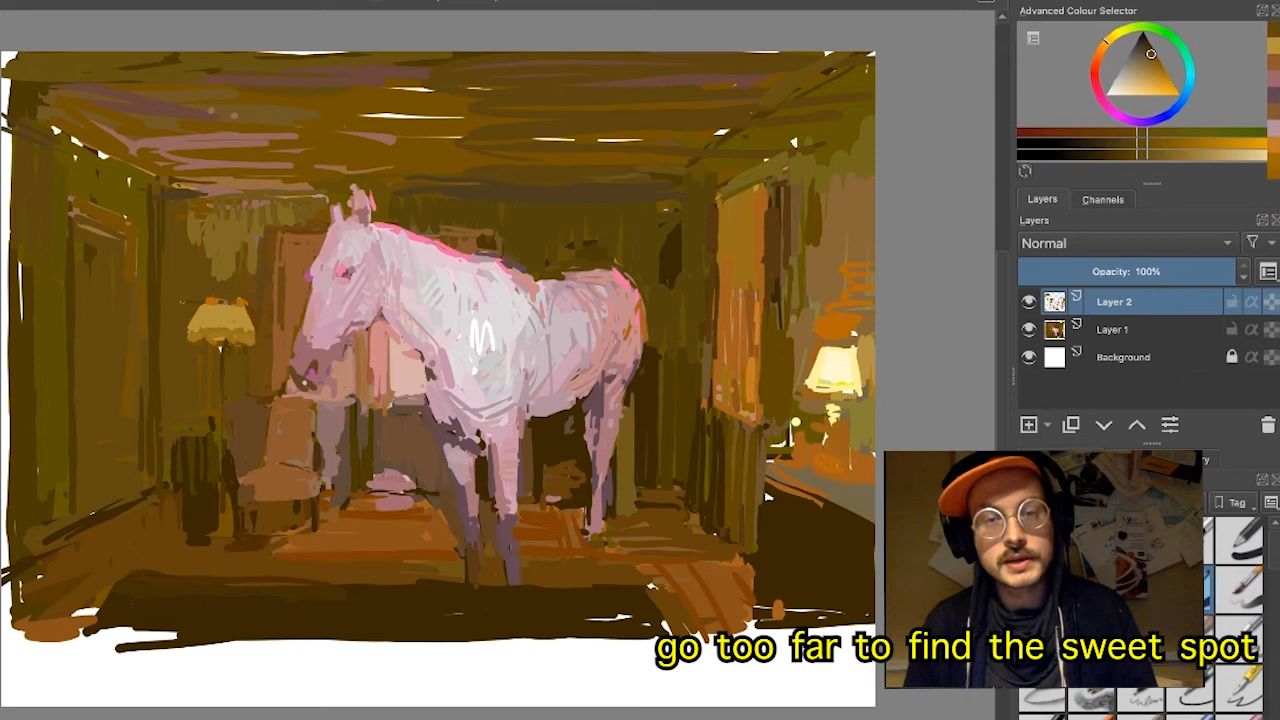 Advanced Colour Selector
Layers
Channels
Layers
Normal
Opacity: 100%
Layer 2
Layer 1
Background
Tag
go too far to find the sweet spot